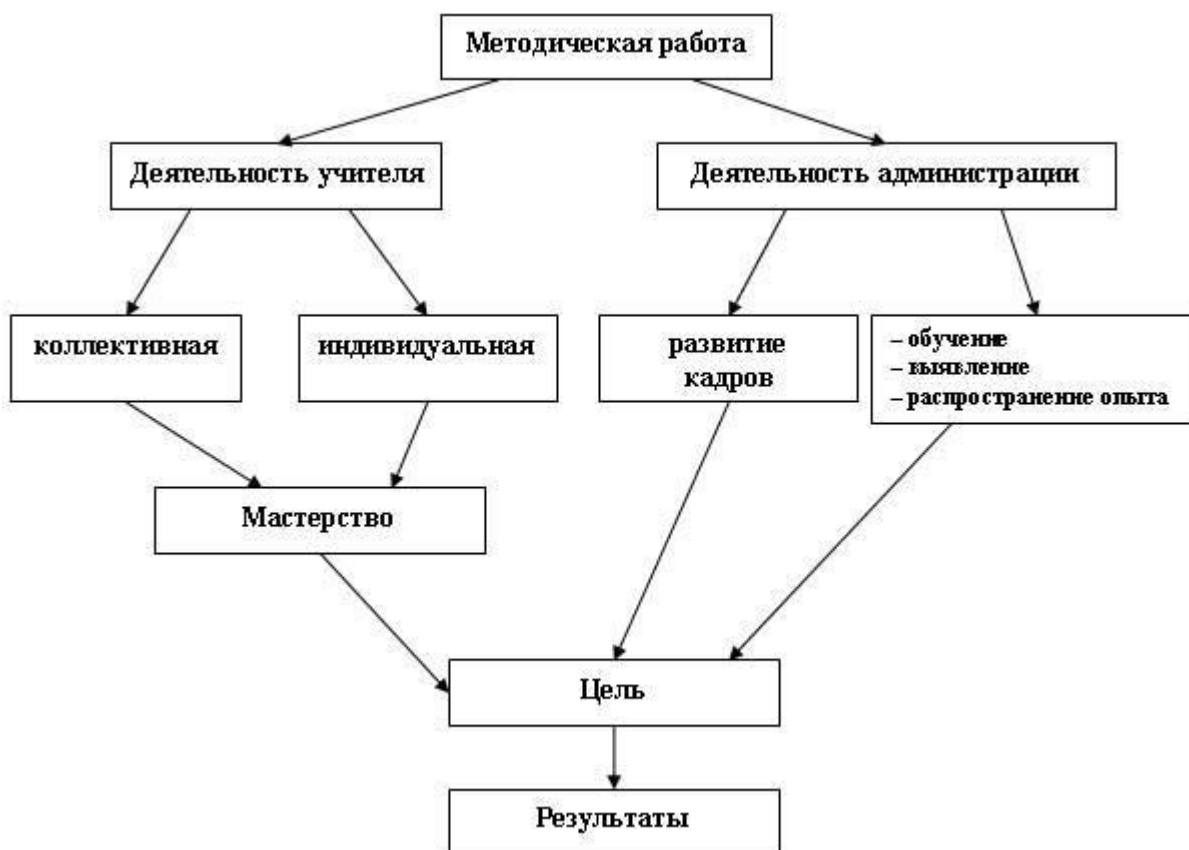 Методическая работа
Деятельность учителя
Деятельность администрации
коллективная
индивидуальная
развитие
кадров
– обучение
– выявление
– распространение опыта
Мастерство
Цель
Результаты